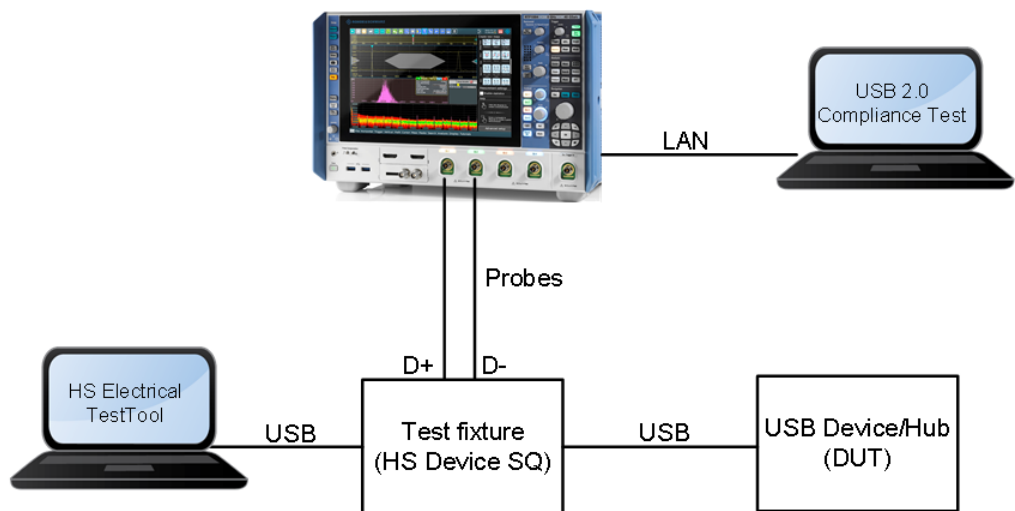 USB 2.0
Compliance Test
LAN
Probes
D+ D-
HS Electrical
TestTool
USB
Test fixture
(HS Device SQ)
USB
USB Device/Hub
(DUT)